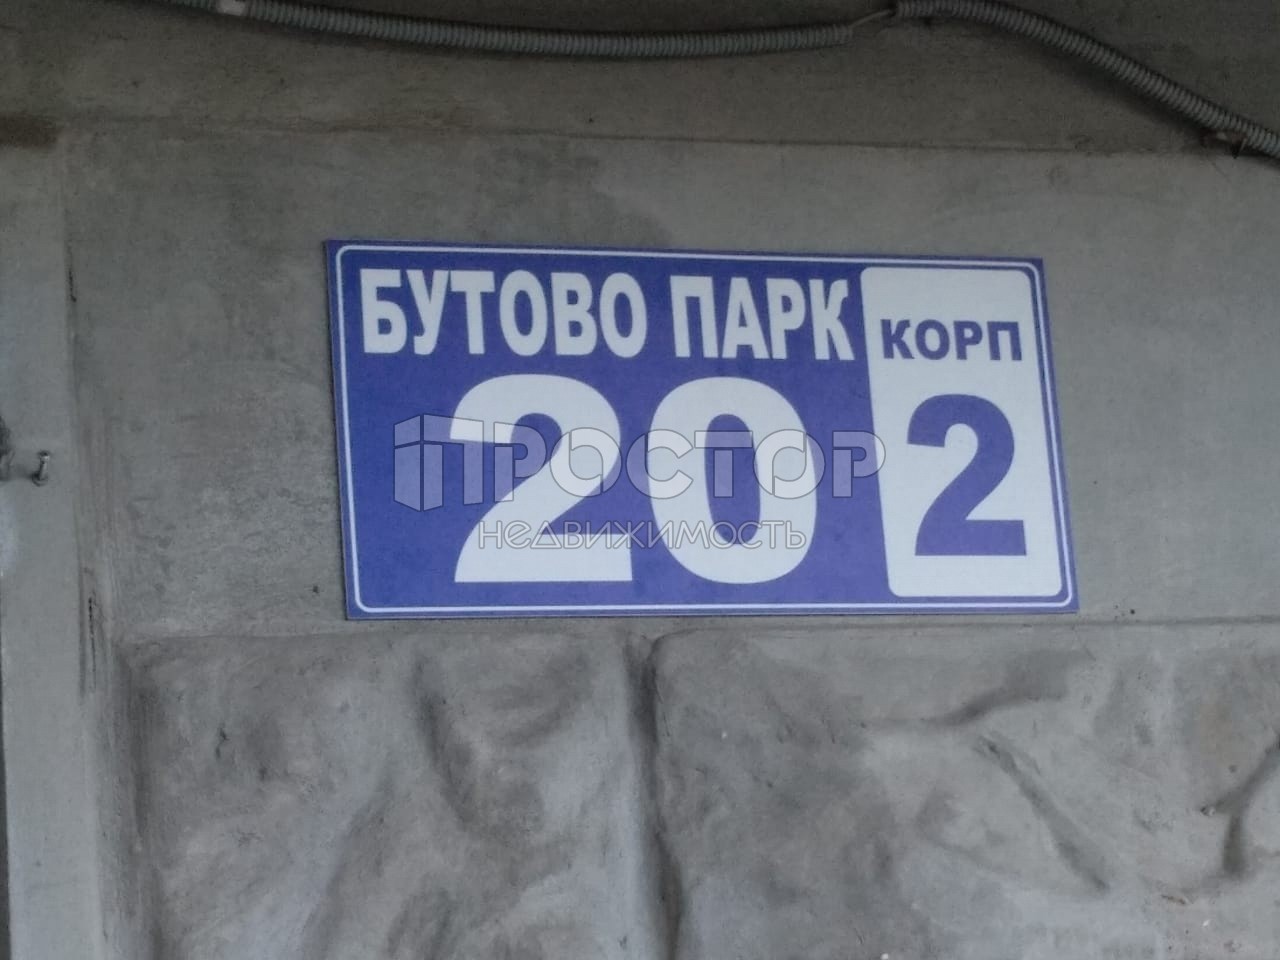 БУТОВО ПАРК
20
КОРП
2
ПРОСТОР
НЕДВИЖИМОСТЬ